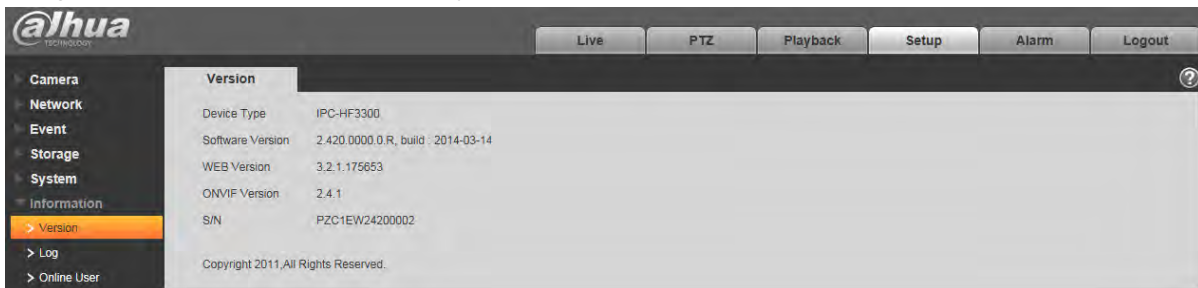 alhua
TECHNOLOGY
Live PTZ Playback Setup Alarm Logout
Camera
Network
Event
Storage
System
Information
> Version
> Log
> Online User
Version
?
Device Type IPC-HF3300
Software Version 2.420.0000.0.R, build : 2014-03-14
WEB Version 3.2.1.175653
ONVIF Version 2.4.1
S/N PZC1EW24200002
Copyright 2011,All Rights Reserved.